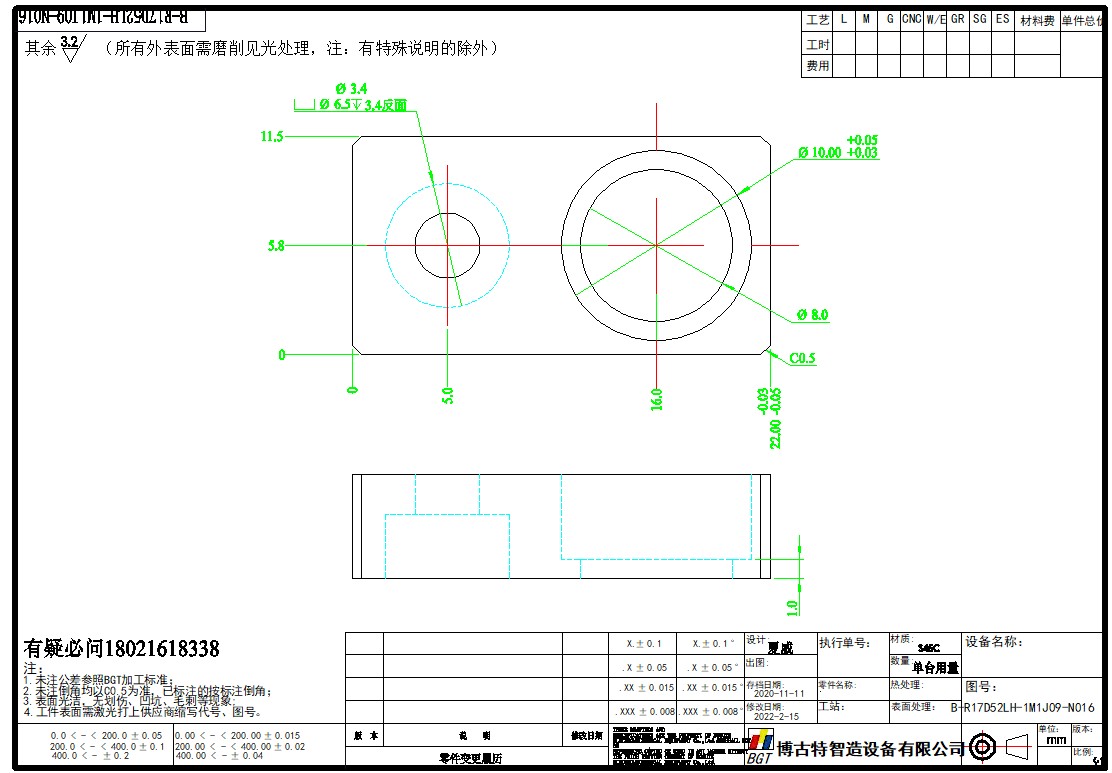 B-R17D52LH-1M1J09-N016
其余 3.2 （所有外表面需磨削见光处理，注：有特殊说明的除外）
工艺 L M G CNC W/E GR SG ES 材料费 单件总价
工时
费用
Ø 3.4
Ø 6.5 3.4反面
11.5
5.8
0
+0.05
Ø 10.00 +0.03
Ø 8.0
C0.5
0
5.0
16.0
-0.03
22.00 -0.05
1.0
有疑必问18021618338
注：
1. 未注公差参照BGT加工标准；
2. 未注倒角均以C0.5为准，已标注的按标注倒角；
3. 表面光洁、无划伤、凹坑、毛刺等现象；
4. 工件表面需激光打上供应商缩写代号、图号。
0.0 < - < 200.0 ± 0.05
200.0 < - < 400.0 ± 0.1
400.0 < - ± 0.2
0.00 < - < 200.00 ± 0.015
200.00 < - < 400.00 ± 0.02
400.00 < - ± 0.04
版 本 说 明 修改日期
零件变更履历
X.± 0.1 X.± 0.1°
.X ± 0.05 .X ± 0.05°
.XX ± 0.015 .XX ± 0.015°
.XXX ± 0.008 .XXX ± 0.008°
设计 夏威
出图:
存档日期:
2020-11-11
修改日期:
2022-2-15
执行单号:
零件名称:
工站:
材质: S45C
数量 单台用量
热处理:
表面处理:
设备名称:
图号:
B-R17D52LH-1M1J09-N016
BGT 博古特智造设备有限公司
单位: mm
版本:
比例: